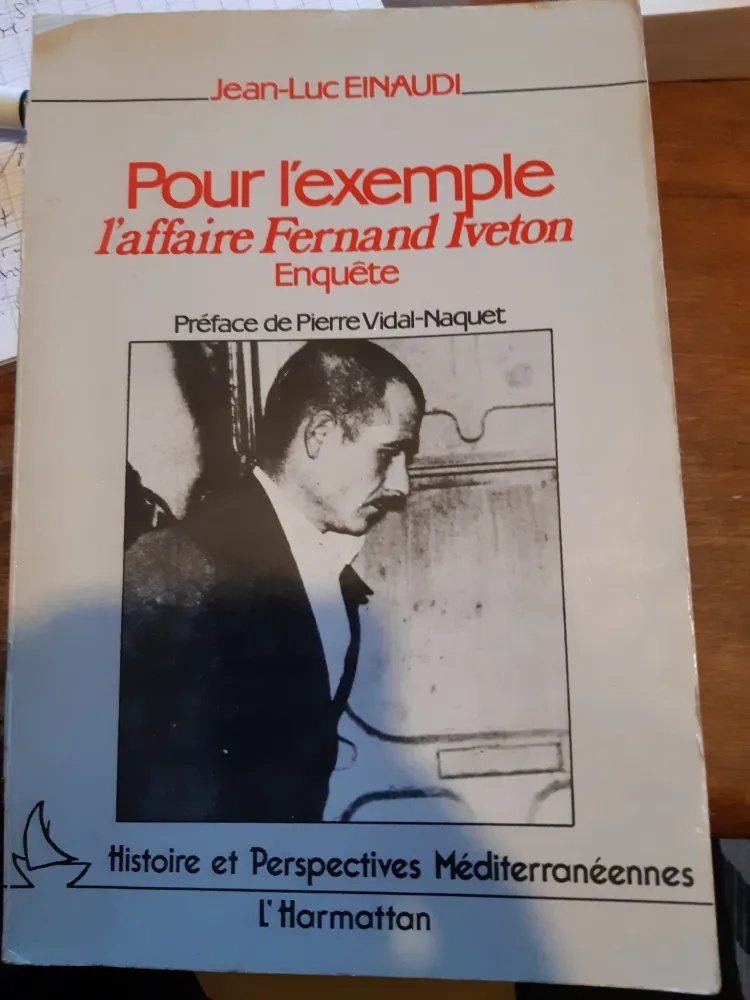 Jean-Luc EINAUDI
Pour l'exemple
l'affaire Fernand Iveton
Enquête
Préface de Pierre Vidal-Naquet
Histoire et Perspectives Méditerranéennes
L'Harmattan